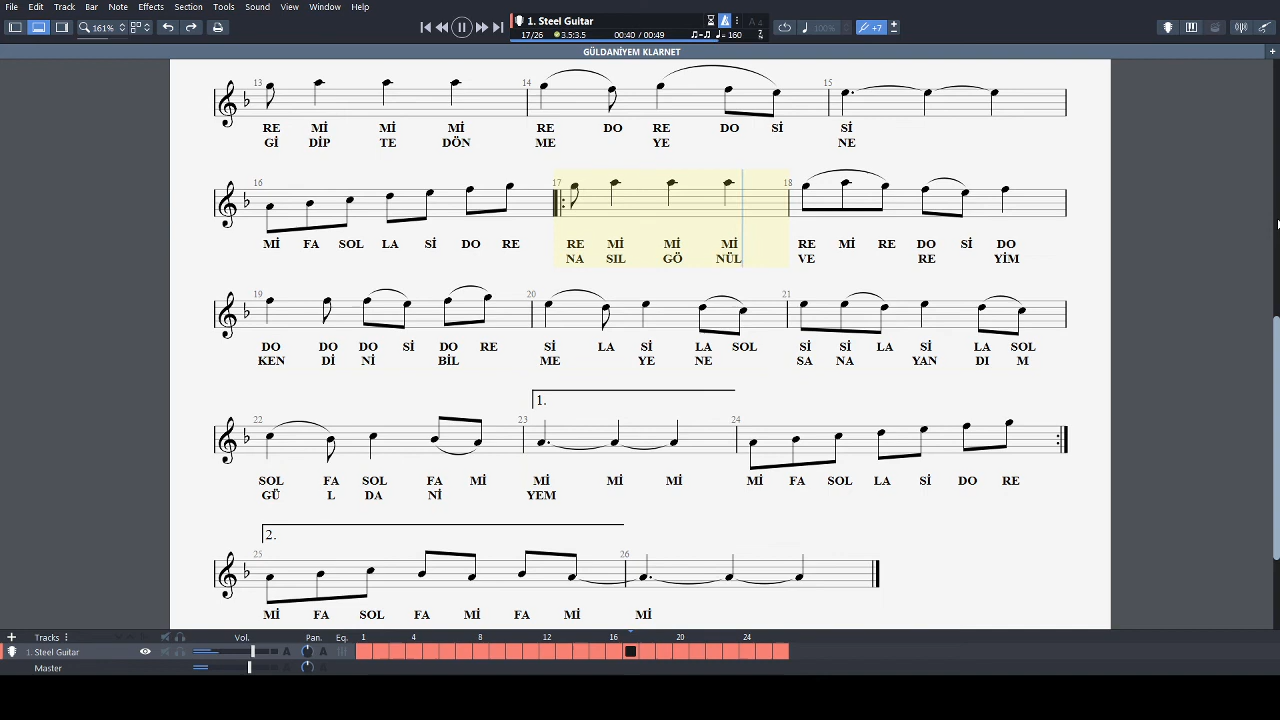 File Edit Track Bar Note Effects Section Tools Sound View Window Help
161%
1. Steel Guitar
17/26 3.5:3.5 00:40 / 00:49 = 160
100%
+7
GÜLDANİYEM KLARNET
13 14 15
RE Mİ Mİ Mİ RE DO RE DO Sİ Sİ
Gİ DİP TE DÖN ME YE NE
16 17 18
Mİ FA SOL LA Sİ DO RE RE Mİ Mİ Mİ RE Mİ RE DO Sİ DO
NA SIL GÖ NÜL VE RE YİM
19 20 21
DO DO DO Sİ DO RE Sİ LA Sİ LA SOL Sİ Sİ LA Sİ LA SOL
KEN Dİ Nİ BİL ME YE NE SA NA YAN DI M
1.
22 23 24
SOL FA SOL FA Mİ Mİ Mİ Mİ Mİ FA SOL LA Sİ DO RE
GÜ L DA Nİ YEM
2.
25 26
Mİ FA SOL FA Mİ FA Mİ Mİ
Tracks Vol. Pan. Eq. 1 4 8 12 16 20 24
1. Steel Guitar
Master